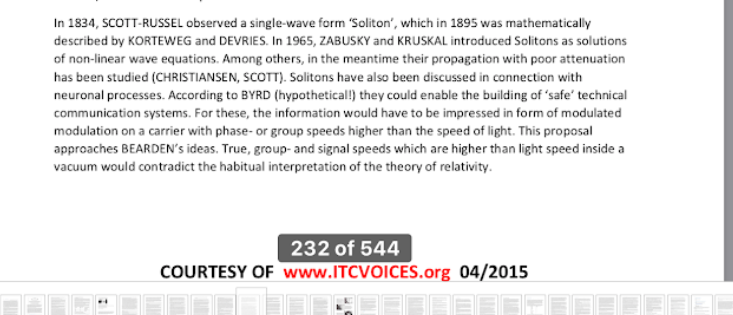 In 1834, SCOTT-RUSSEL observed a single-wave form ‘Soliton’, which in 1895 was mathematically
described by KORTEWEG and DEVRIES. In 1965, ZABUSKY and KRUSKAL introduced Solitons as solutions
of non-linear wave equations. Among others, in the meantime their propagation with poor attenuation
has been studied (CHRISTIANSEN, SCOTT). Solitons have also been discussed in connection with
neuronal processes. According to BYRD (hypothetical!) they could enable the building of ‘safe’ technical
communication systems. For these, the information would have to be impressed in form of modulated
modulation on a carrier with phase- or group speeds higher than the speed of light. This proposal
approaches BEARDEN’s ideas. True, group- and signal speeds which are higher than light speed inside a
vacuum would contradict the habitual interpretation of the theory of relativity.
232 of 544
COURTESY OF www.ITCVOICES.org 04/2015